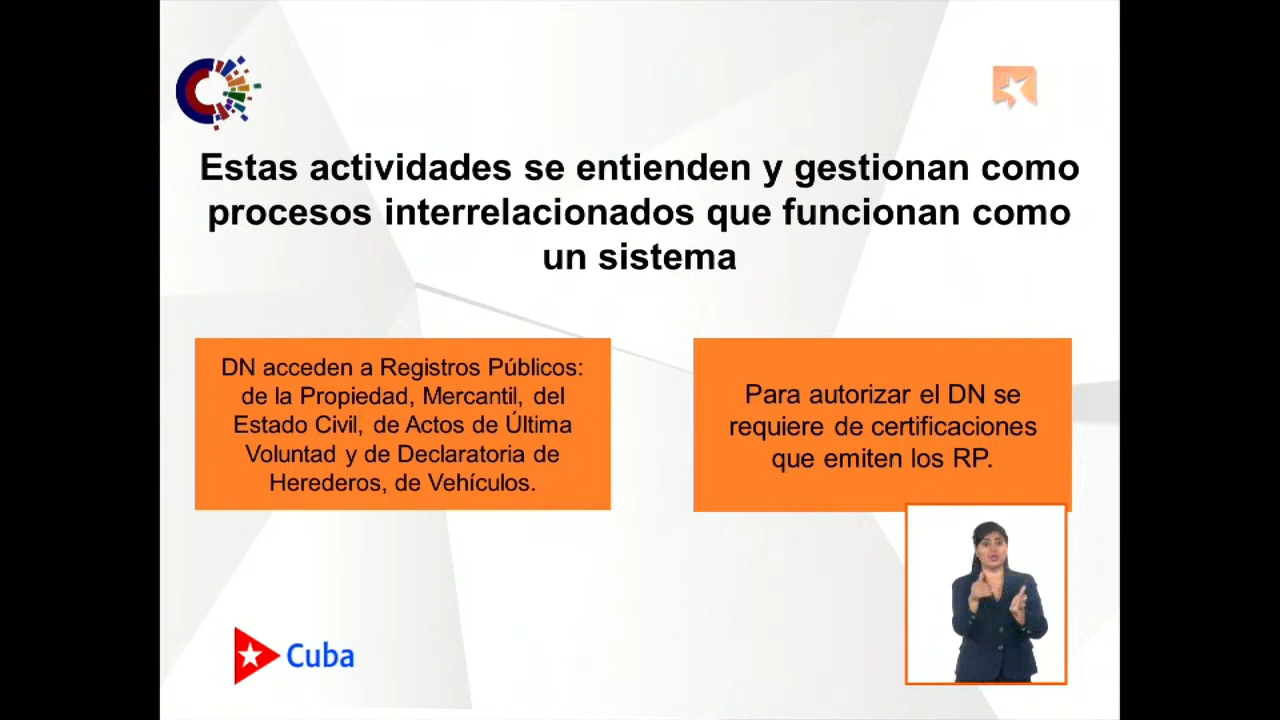 Estas actividades se entienden y gestionan como
procesos interrelacionados que funcionan como
un sistema
DN acceden a Registros Públicos:
de la Propiedad, Mercantil, del
Estado Civil, de Actos de Última
Voluntad y de Declaratoria de
Herederos, de Vehículos.
Para autorizar el DN se
requiere de certificaciones
que emiten los RP.
Cuba